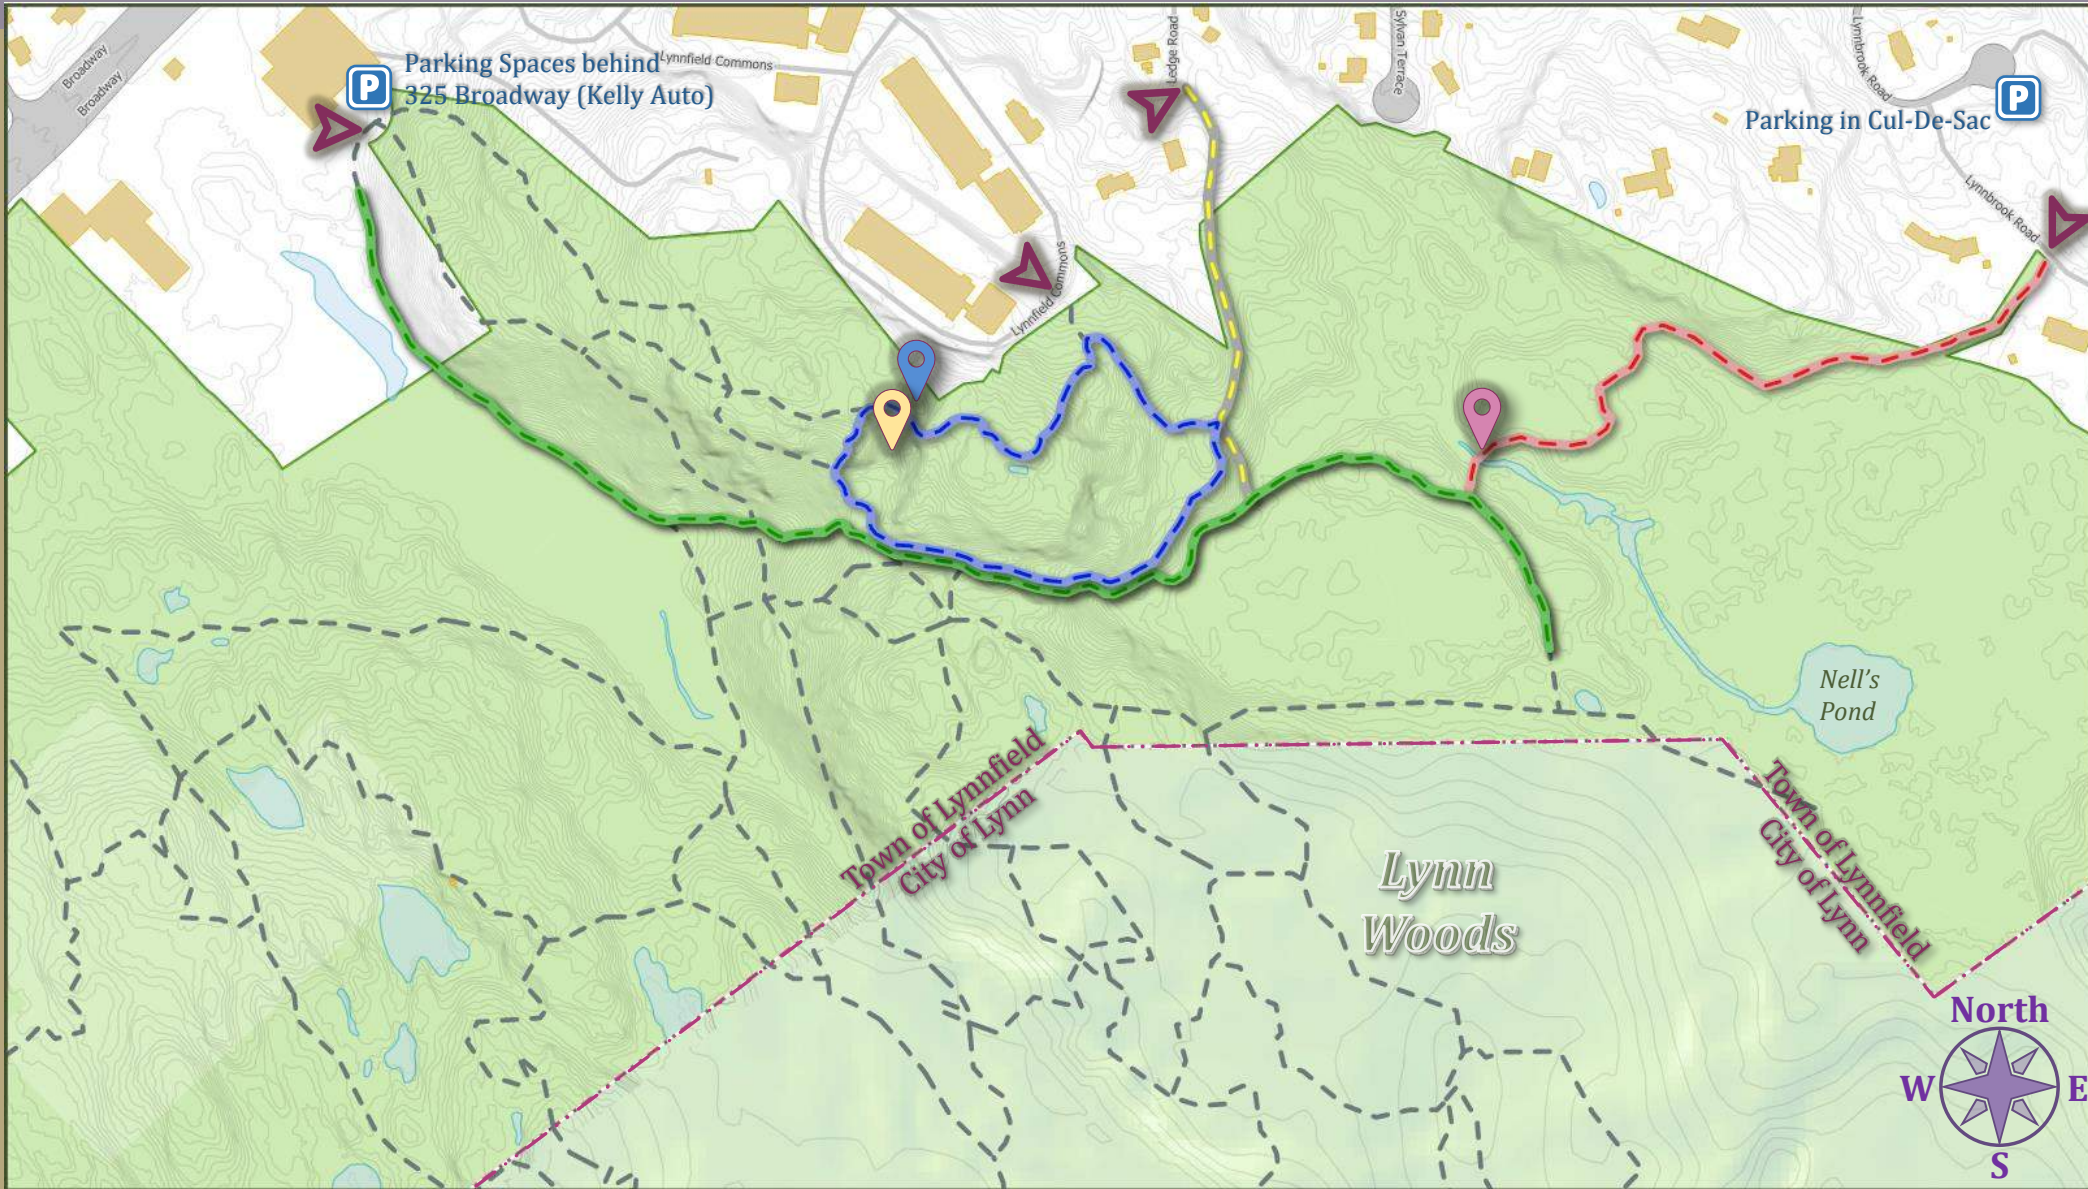 Broadway
Broadway
P
Parking Spaces behind
325 Broadway (Kelly Auto)
Lynnfield Commons
Lynnfield Commons
Ledge Road
Sylvan Terrace
Lynnbrook Road
P
Parking in Cul-De-Sac
Lynnbrook Road
Nell's
Pond
Town of Lynnfield
City of Lynn
Town of Lynnfield
City of Lynn
Lynn
Woods
North
W
E
S